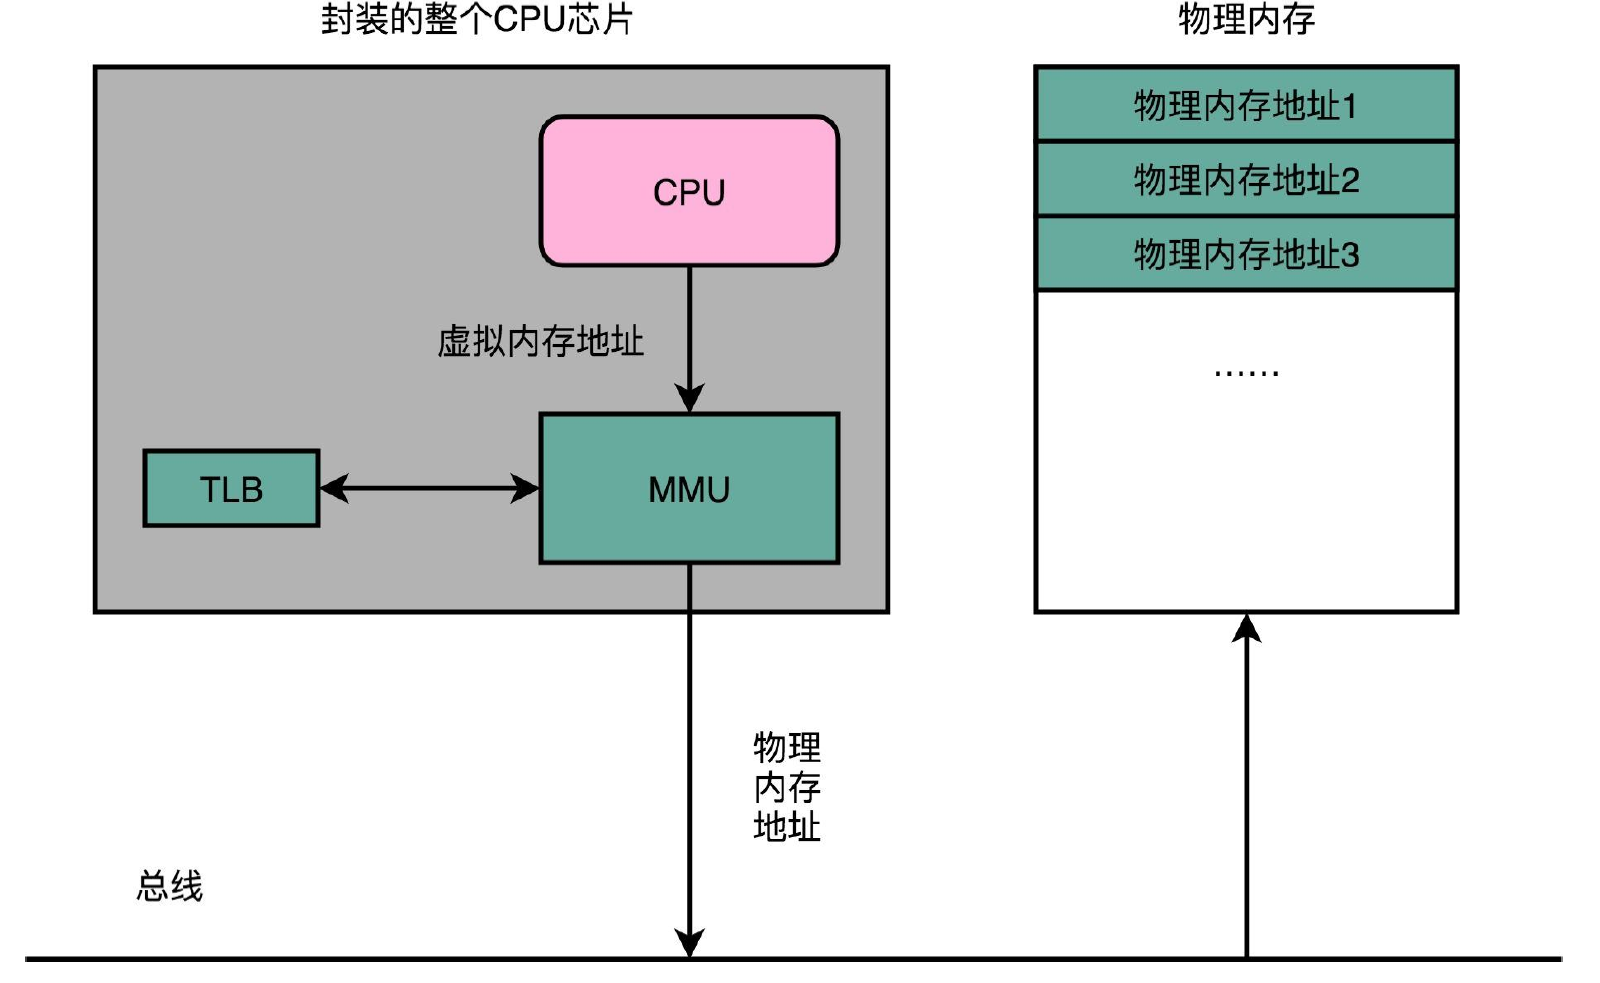 封装的整个CPU芯片
物理内存
物理内存地址1
物理内存地址2
物理内存地址3
......
CPU
虚拟内存地址
TLB
MMU
物理
内存
地址
总线